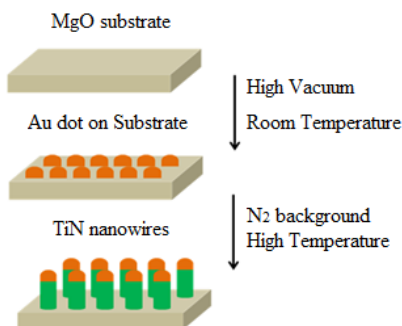 MgO substrate
High Vacuum
Room Temperature
Au dot on Substrate
N2 background
High Temperature
TiN nanowires